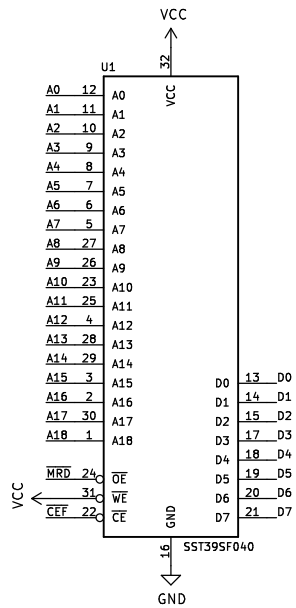 VCC
U1
32
VCC
A0 12 A0
A1 11 A1
A2 10 A2
A3 9 A3
A4 8 A4
A5 7 A5
A6 6 A6
A7 5 A7
A8 27 A8
A9 26 A9
A10 23 A10
A11 25 A11
A12 4 A12
A13 28 A13
A14 29 A14
A15 3 A15 D0 13 D0
A16 2 A16 D1 14 D1
A17 30 A17 D2 15 D2
A18 1 A18 D3 17 D3
D4 18 D4
MRD 24 OE D5 19 D5
VCC 31 WE D6 20 D6
CEF 22 CE D7 21 D7
GND
SST39SF040
16
GND